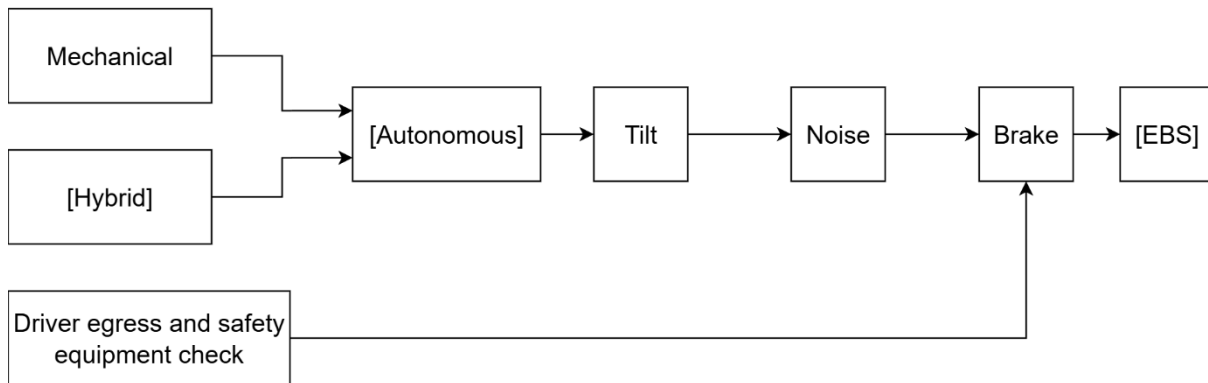 Mechanical
[Autonomous]
Tilt
Noise
Brake
[EBS]
[Hybrid]
Driver egress and safety
equipment check